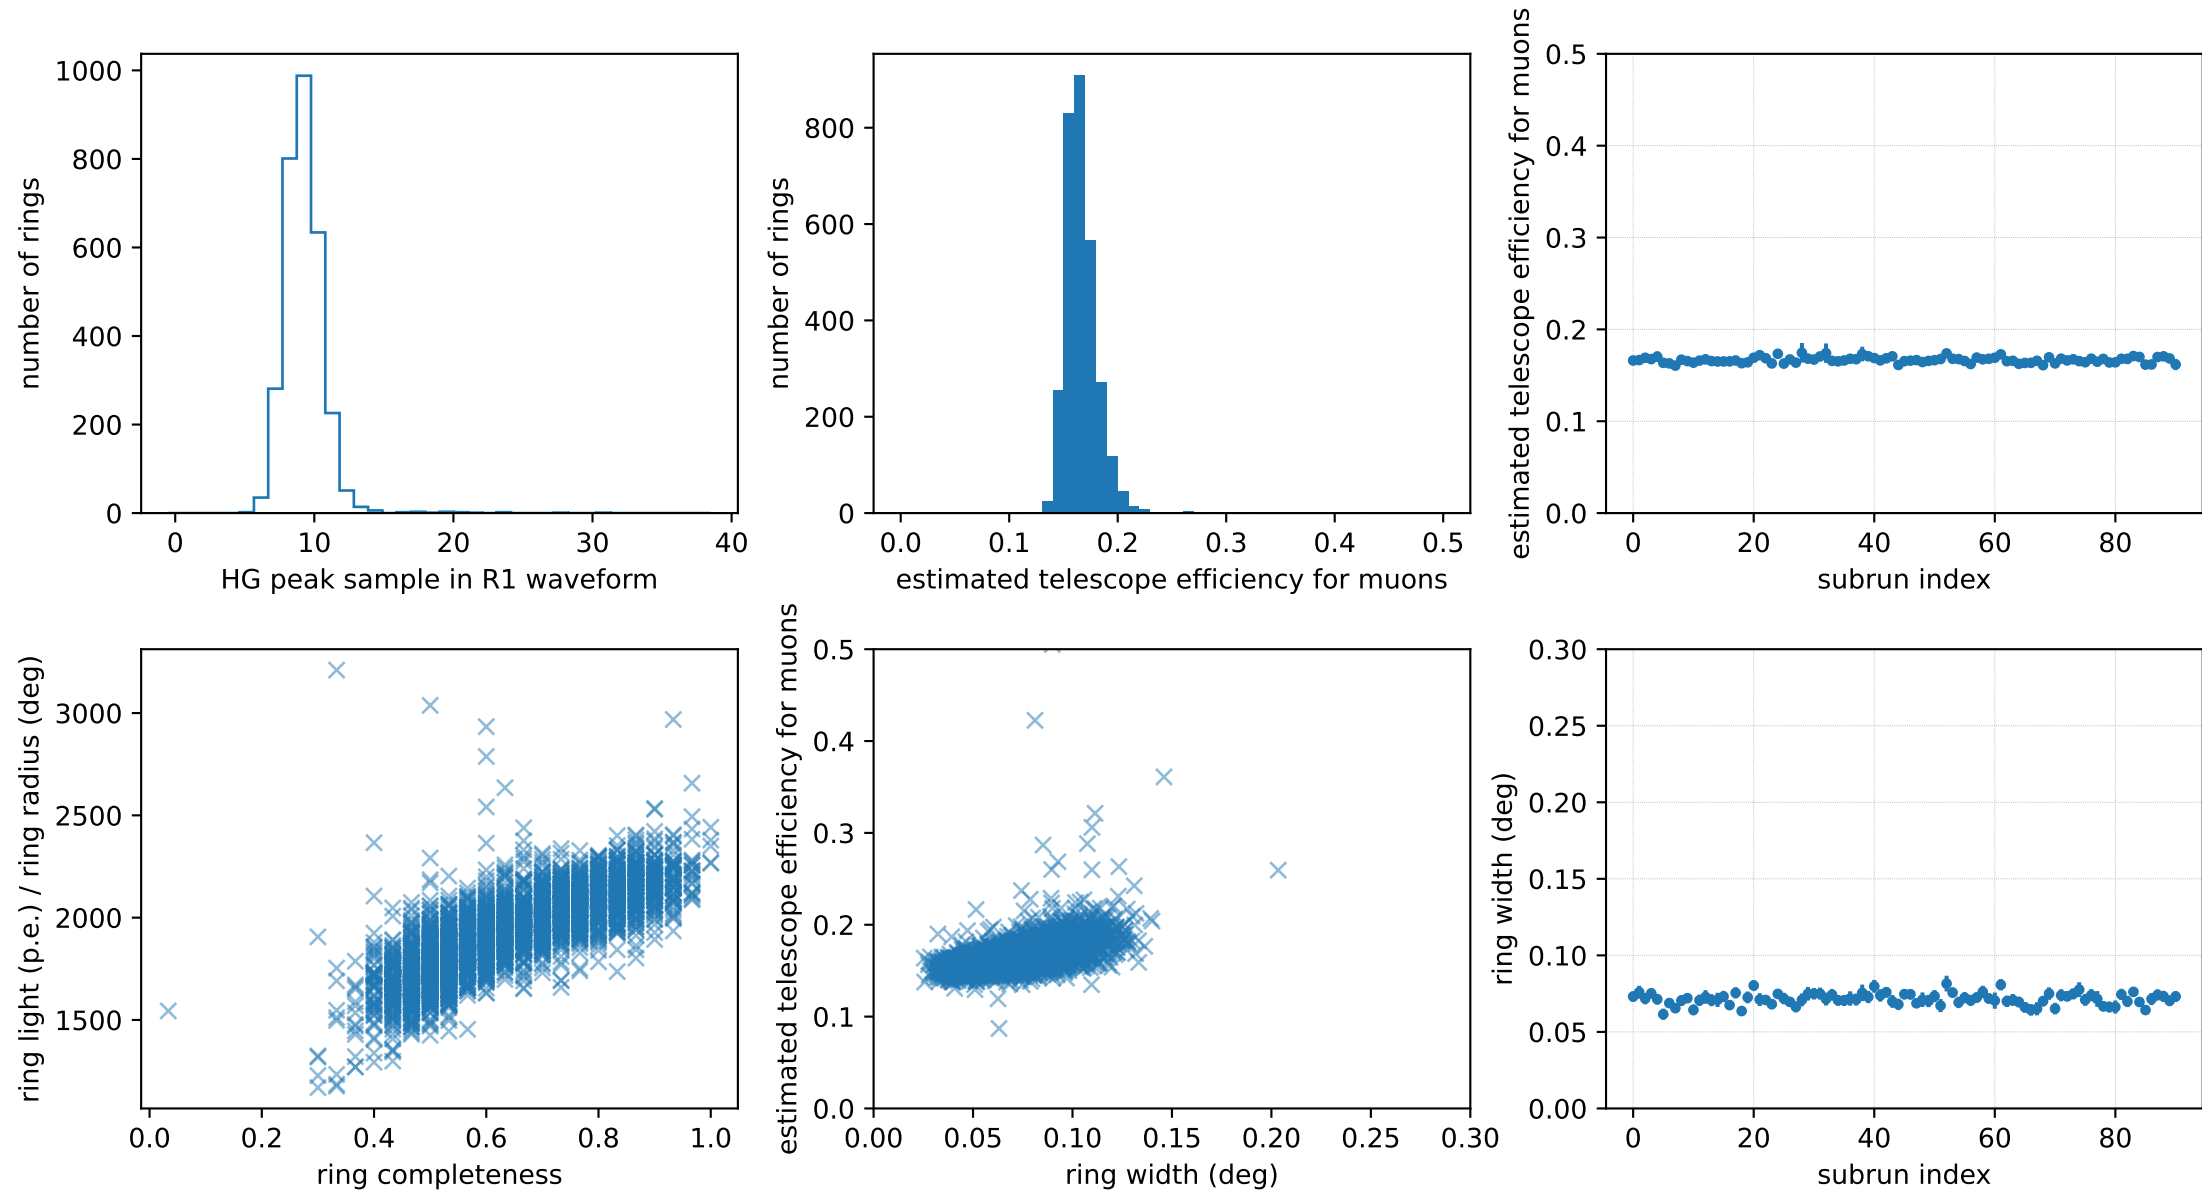 number of rings
1000
800
600
400
200
0
0 10 20 30 40
HG peak sample in R1 waveform
number of rings
800
600
400
200
0
0.0 0.1 0.2 0.3 0.4 0.5
estimated telescope efficiency for muons
estimated telescope efficiency for muons
0.5
0.4
0.3
0.2
0.1
0.0
0 20 40 60 80
subrun index
ring light (p.e.) / ring radius (deg)
3000
2500
2000
1500
0.0 0.2 0.4 0.6 0.8 1.0
ring completeness
estimated telescope efficiency for muons
0.5
0.4
0.3
0.2
0.1
0.0
0.00 0.05 0.10 0.15 0.20 0.25 0.30
ring width (deg)
ring width (deg)
0.30
0.25
0.20
0.15
0.10
0.05
0.00
0 20 40 60 80
subrun index